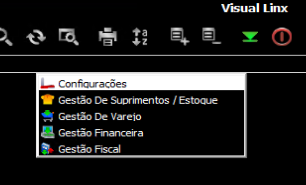 Visual Linx
Configurações
Gestão De Suprimentos / Estoque
Gestão De Varejo
Gestão Financeira
Gestão Fiscal